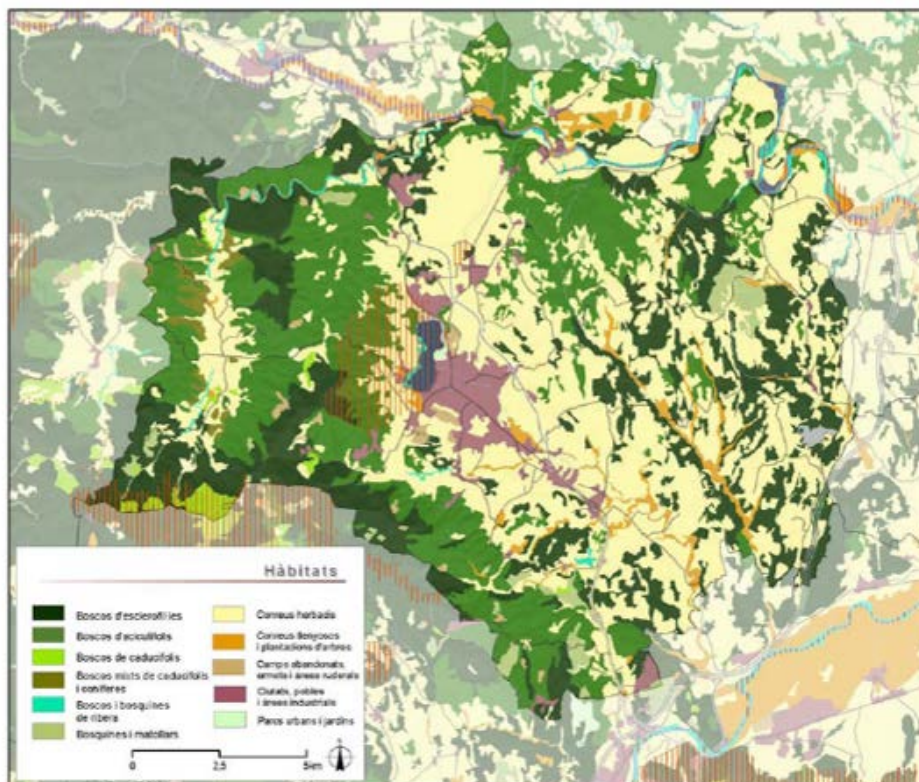 Hàbitats
Boscos d'esclerofil·les
Boscos d'aciculifolis
Boscos de caducifolis
Boscos mixts de caducifolis
i coníferes
Boscos i bosquines
de ribera
Bosquines i matollars
Conreus herbacis
Conreus llenyosos
i plantacions d'arbres
Camps abandonats,
ermots i àrees ruderals
Ciutats, pobles
i àrees industrials
Parcs urbans i jardins
0 2,5 5km